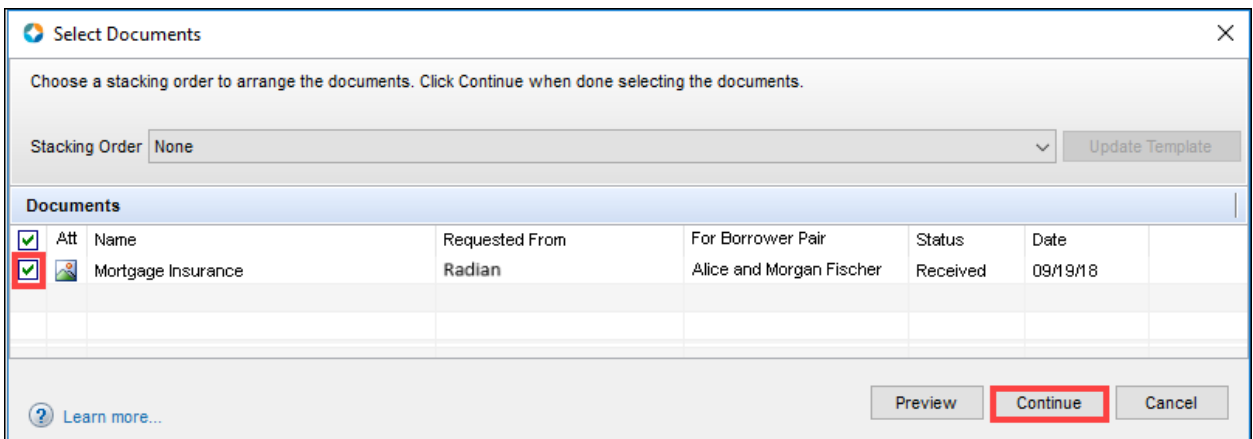 Select Documents
Choose a stacking order to arrange the documents. Click Continue when done selecting the documents.
Stacking Order None Update Template
Documents
Att Name Requested From For Borrower Pair Status Date
Mortgage Insurance Radian Alice and Morgan Fischer Received 09/19/18
? Learn more... Preview Continue Cancel